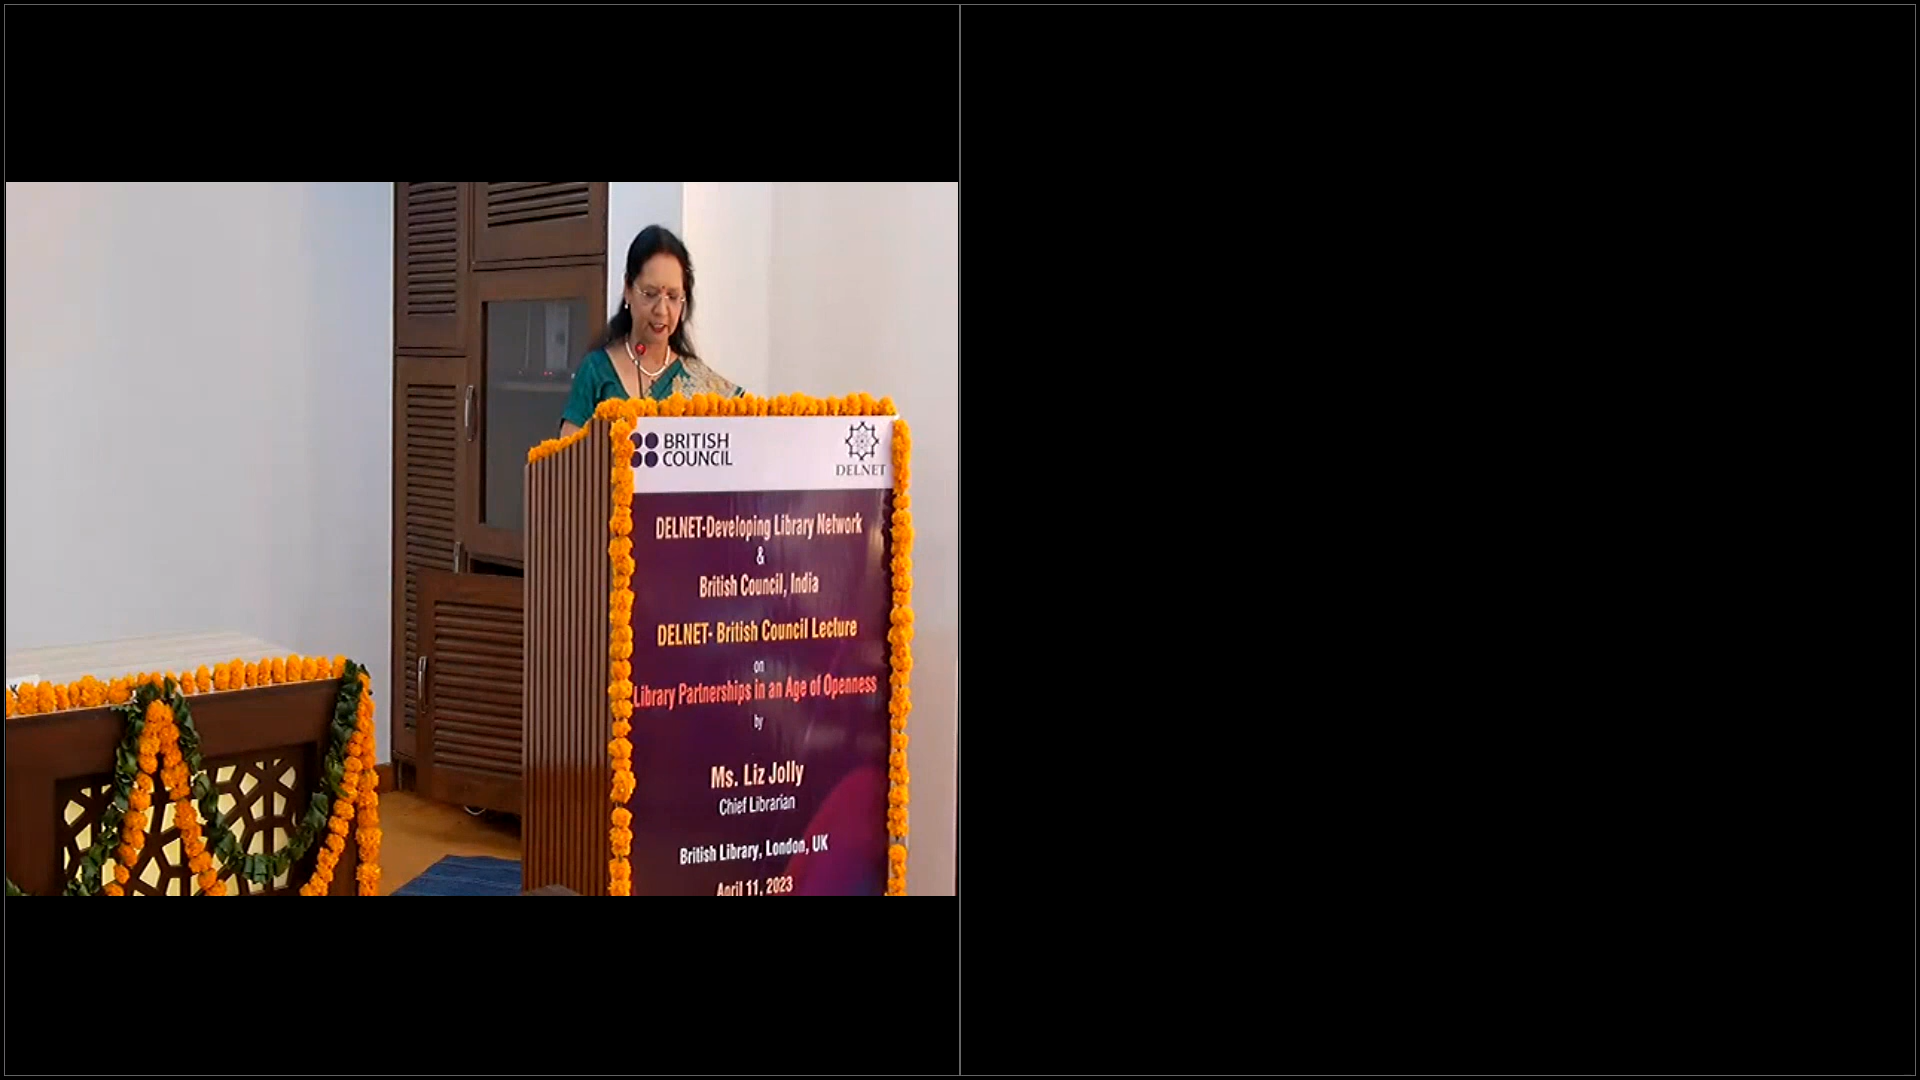 BRITISH
COUNCIL
DELNET
DELNET-Developing Library Network
&
British Council, India
DELNET- British Council Lecture
on
Library Partnerships in an Age of Openness
by
Ms. Liz Jolly
Chief Librarian
British Library, London, UK
April 11, 2023